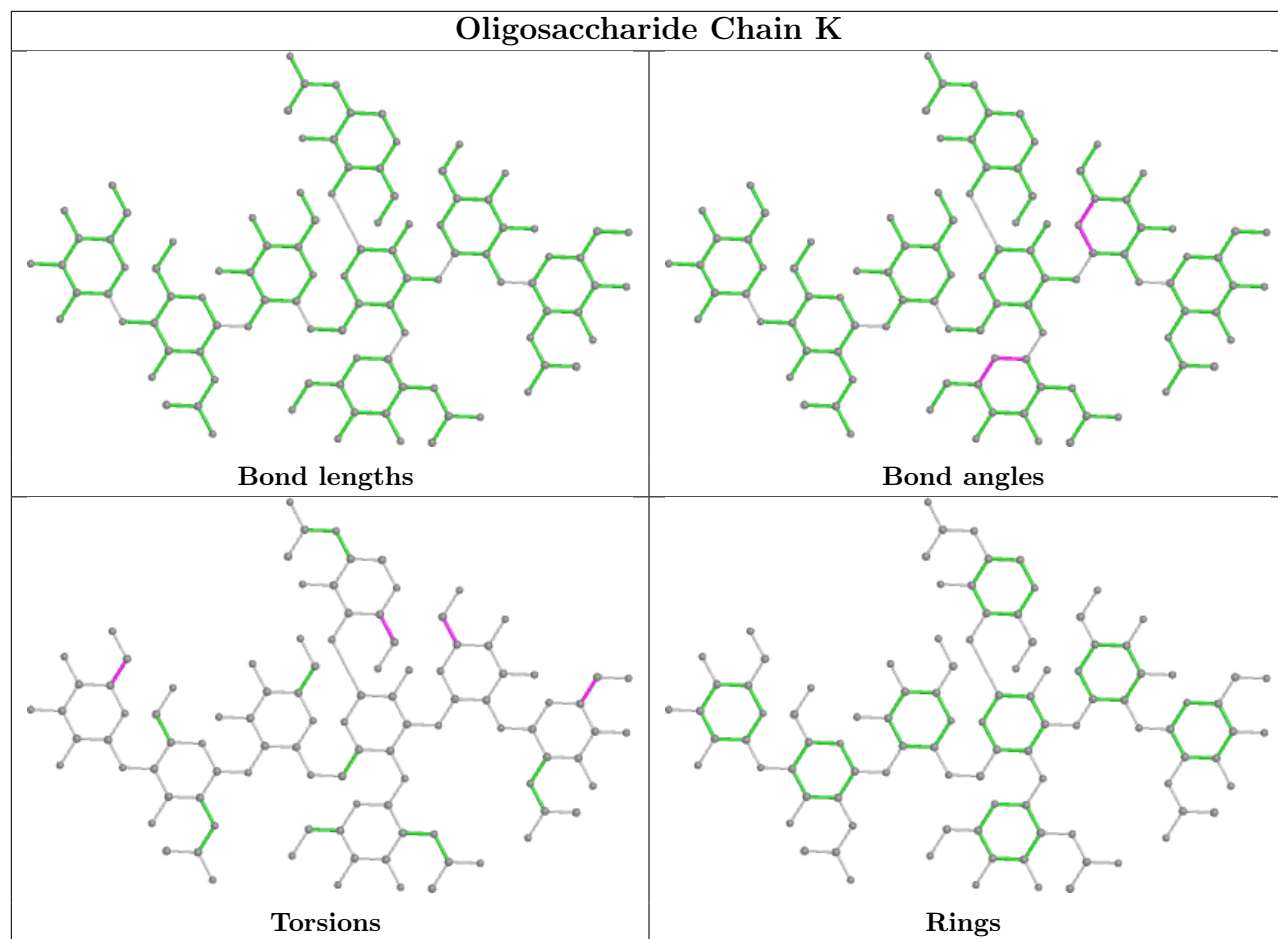 Oligosaccharide Chain K
Bond lengths
Bond angles
Torsions
Rings